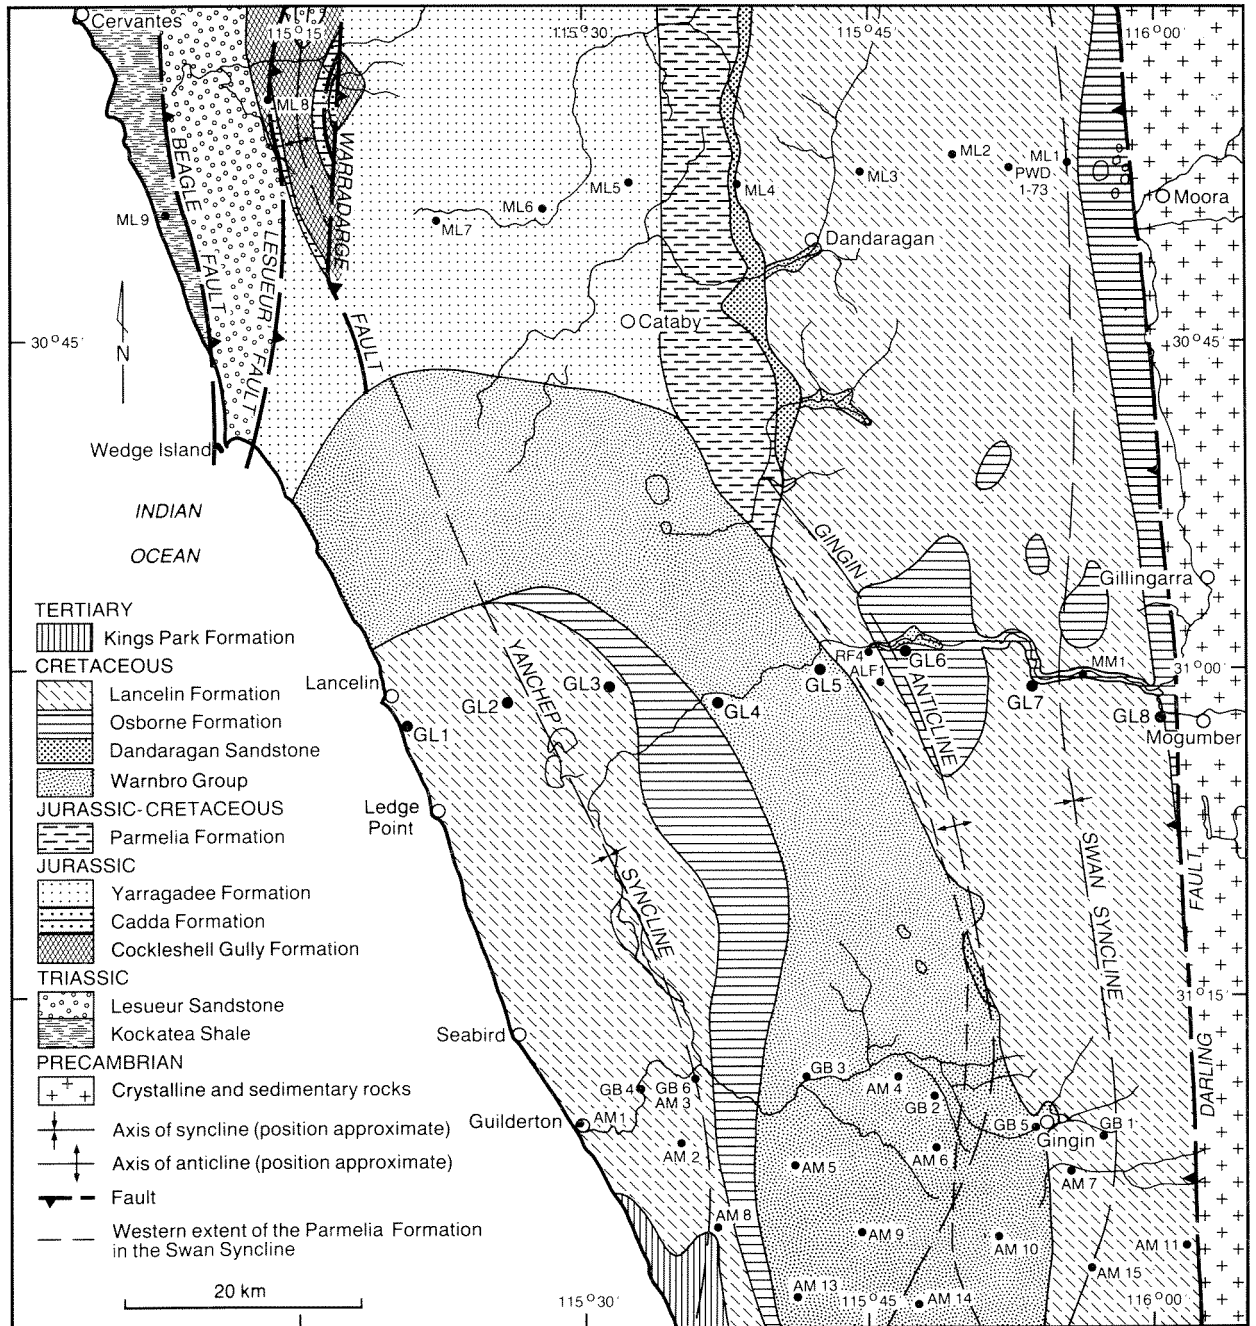 Cervantes
115°15'
115°30'
115°45'
116°00'
ML8
ML2
ML1
PWD
1-73
ML3
ML5
ML4
ML6
ML7
ML9
Moora
Dandaragan
BEAGLE
FAULT
LESUEUR FAULT
WARRADARGE
FAULT
N
30°45'
Cataby
30°45'
Wedge Island
INDIAN
OCEAN
GINGIN
ANTICLINE
Gillingarra
TERTIARY
Kings Park Formation
CRETACEOUS
Lancelin Formation
Osborne Formation
Dandaragan Sandstone
Warnbro Group
JURASSIC-CRETACEOUS
Parmelia Formation
JURASSIC
Yarragadee Formation
Cadda Formation
Cockleshell Gully Formation
TRIASSIC
Lesueur Sandstone
Kockatea Shale
PRECAMBRIAN
Crystalline and sedimentary rocks
Axis of syncline (position approximate)
Axis of anticline (position approximate)
Fault
Western extent of the Parmelia Formation
in the Swan Syncline
20 km
YANCHEP
SYNCLINE
RF4
ALF1
GL6
MM1
31°00'
Lancelin
GL1
GL2
GL3
GL4
GL5
GL7
GL8
Mogumber
Ledge
Point
SWAN SYNCLINE
DARLING
FAULT
31°15'
Seabird
GB 3
GB 4
GB 6
AM 3
AM 4
GB 2
Guilderton
AM 1
GB 5
GB 1
Gingin
AM 2
AM 5
AM 6
AM 7
AM 8
AM 9
AM 10
AM 11
AM 15
AM 13
AM 14
115°30'
115°45'
116°00'